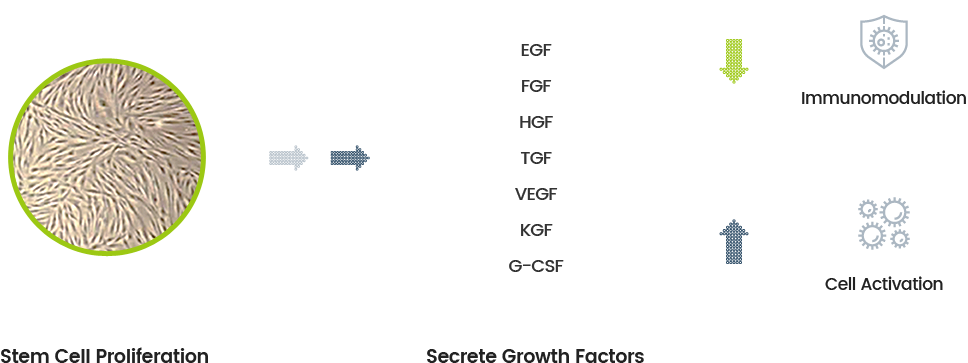 EGF
FGF
HGF
TGF
VEGF
KGF
G-CSF
Immunomodulation
Cell Activation
Stem Cell Proliferation
Secrete Growth Factors